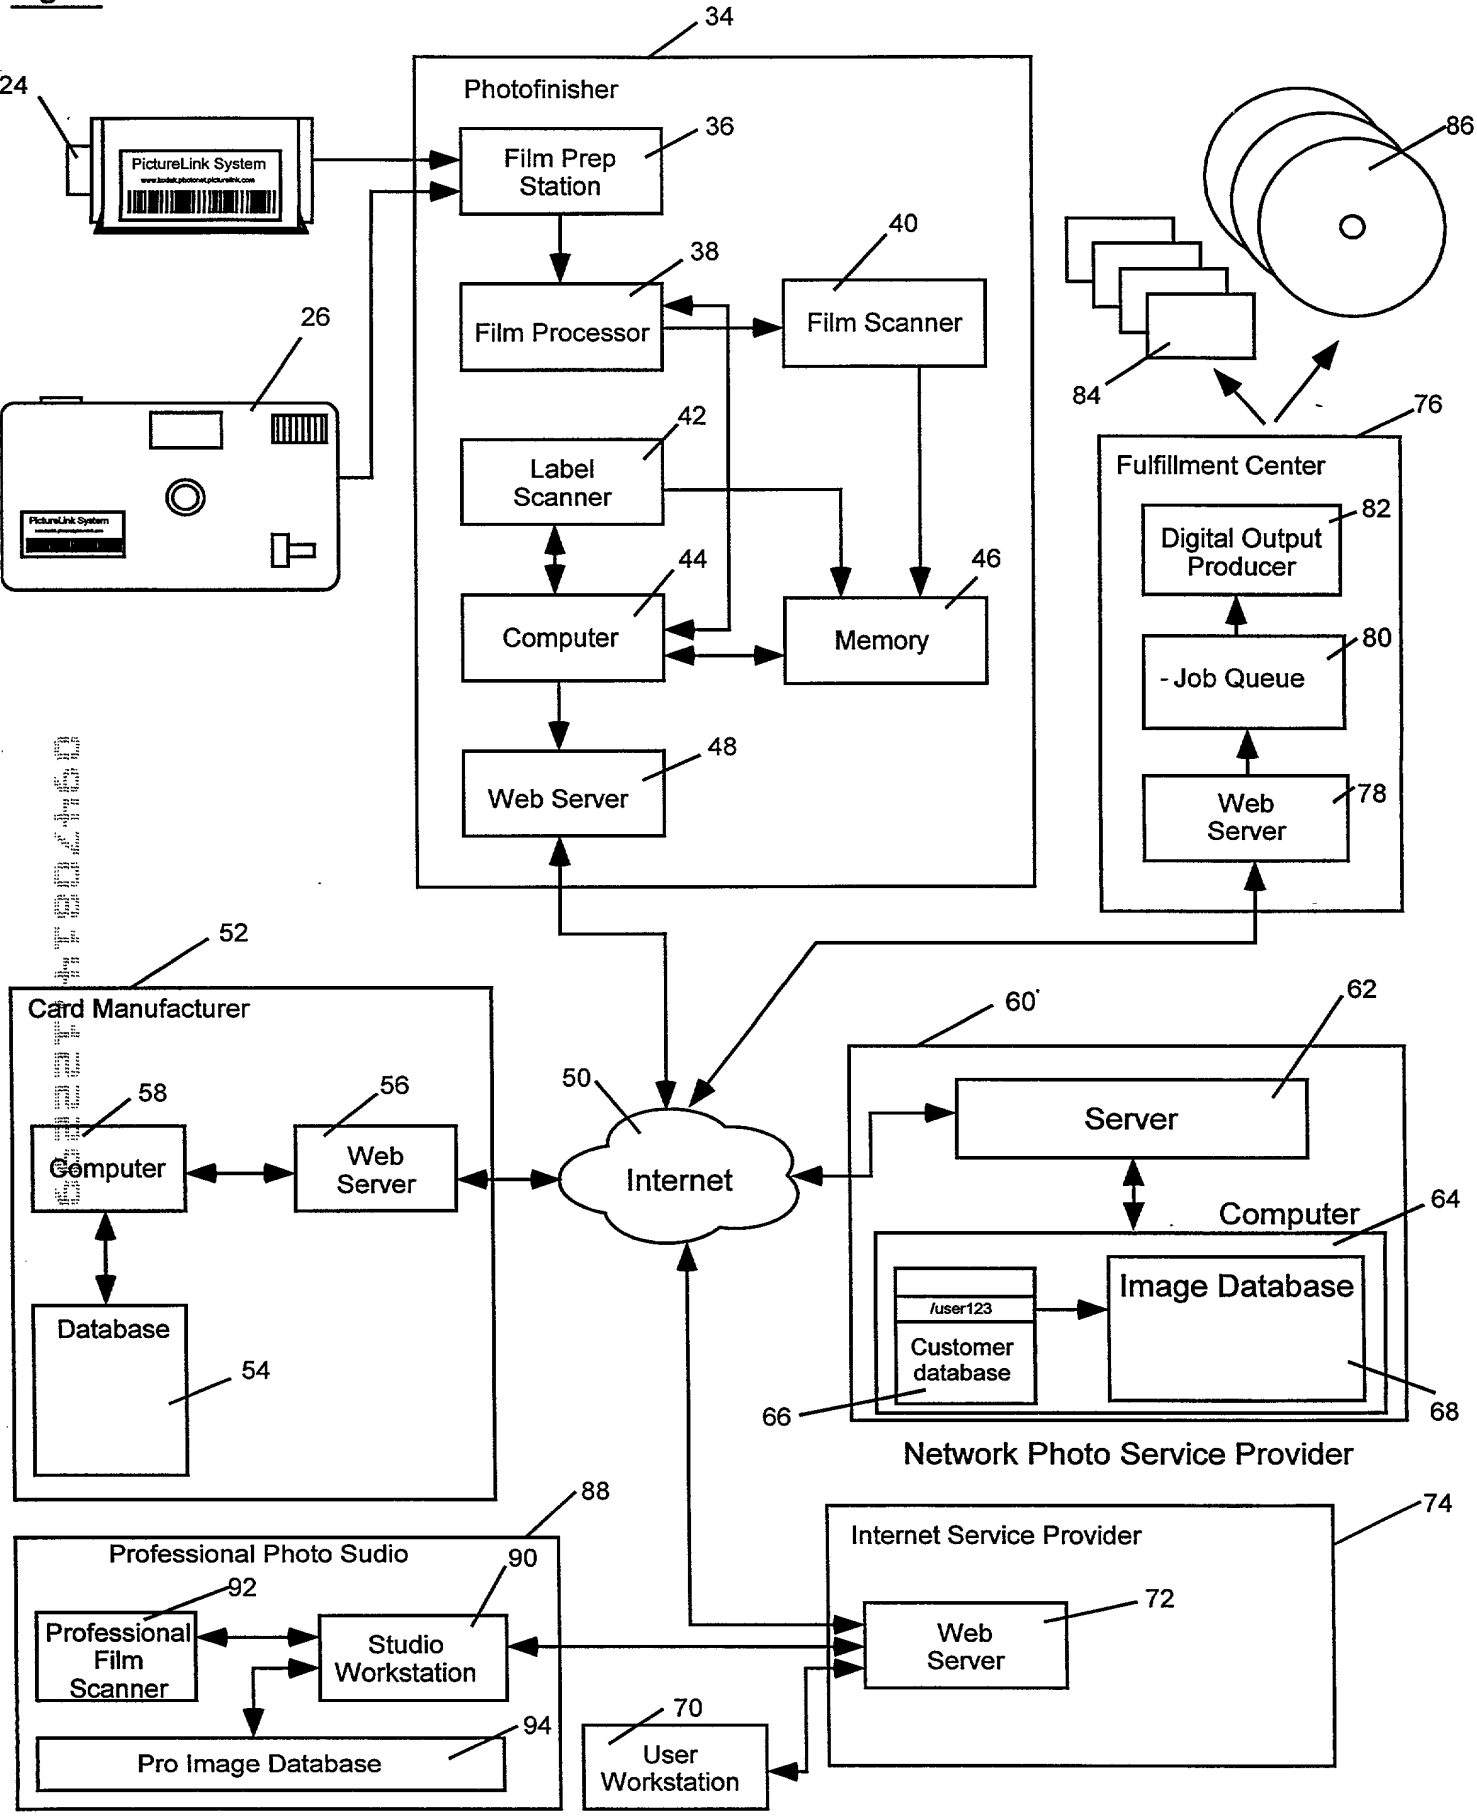 34
24
Photofinisher
86
36
PictureLink System
www.kodak.photonet.picturelink.com
Film Prep
Station
40
38
Film Scanner
Film Processor
26
84
76
42
Fulfillment Center
Label
Scanner
82
Digital Output
Producer
PictureLink System
44
46
Computer
Memory
80
- Job Queue
48
Web Server
78
Web
Server
52
60
62
Card Manufacturer
50
58
56
Server
Computer
Web
Server
Internet
64
Computer
Image Database
/user123
Database
Customer
database
54
66
68
Network Photo Service Provider
88
74
Professional Photo Sudio
90
Internet Service Provider
92
72
Professional
Film
Scanner
Studio
Workstation
Web
Server
70
94
Pro Image Database
User
Workstation